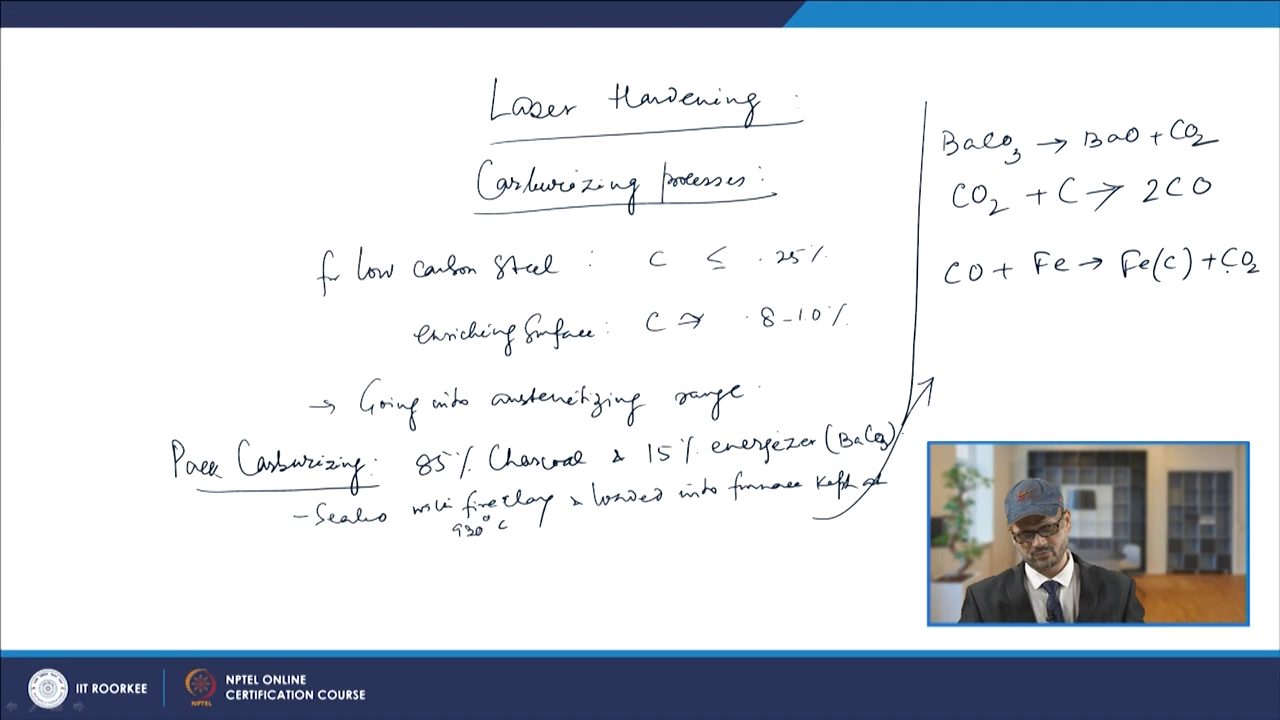 Laser Hardening :
Carburizing processes :
for low carbon steel : C ≤ .25%.
enriching surface : C → .8-1.0%.
→ Going into austenetizing range.
Pack Carburizing : 85% Charcoal & 15% energizer (BaCO3).
- Sealed with fireclay & loaded into furnace kept at
930°C
BaCO3 → BaO + CO2
CO2 + C → 2CO
CO + Fe → Fe(C) + CO2
IIT ROORKEE
NPTEL
NPTEL ONLINE
CERTIFICATION COURSE